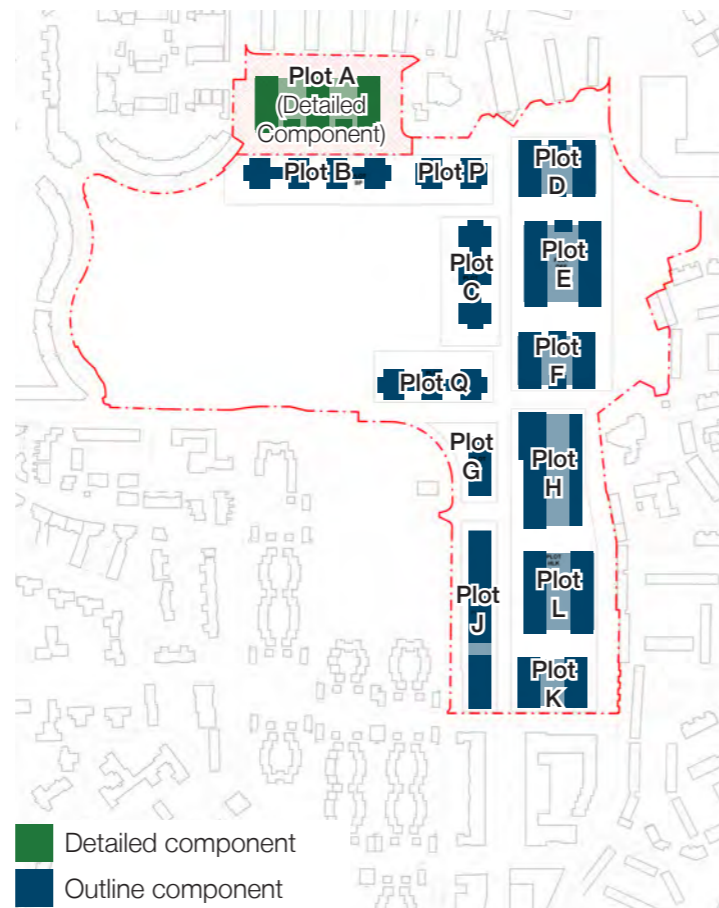 Plot A
(Detailed
Component)
Plot B
Plot P
Plot
D
Plot
E
Plot
C
Plot
F
Plot Q
Plot
G
Plot
H
Plot
J
Plot
L
Plot
K
Detailed component
Outline component